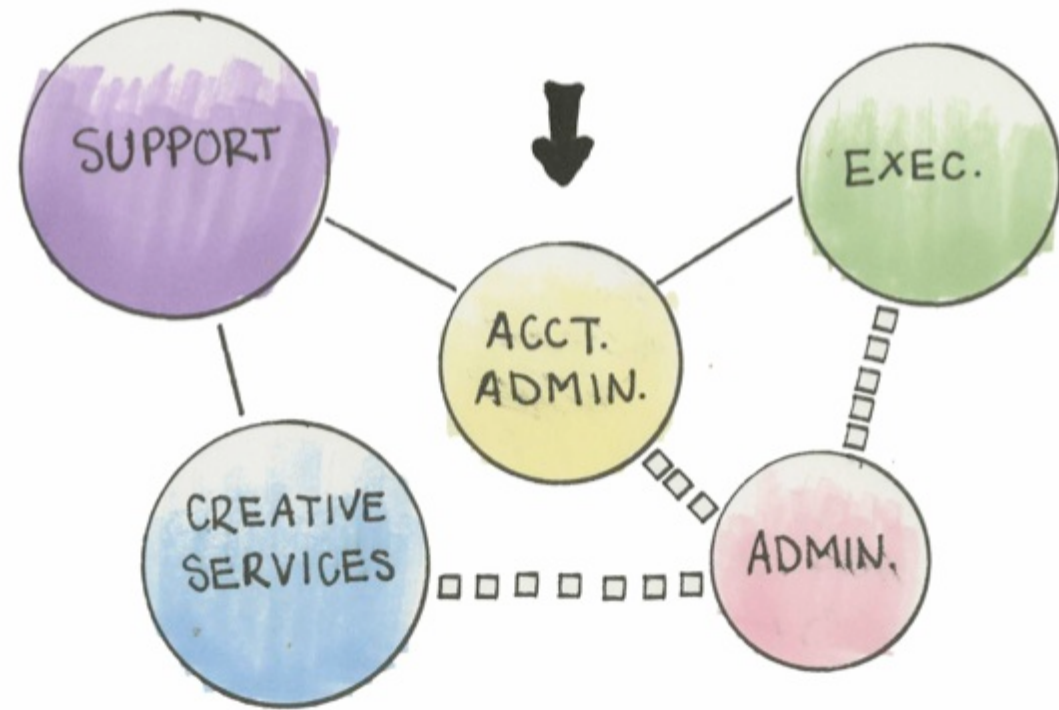 SUPPORT
EXEC.
ACCT.
ADMIN.
CREATIVE
SERVICES
ADMIN.